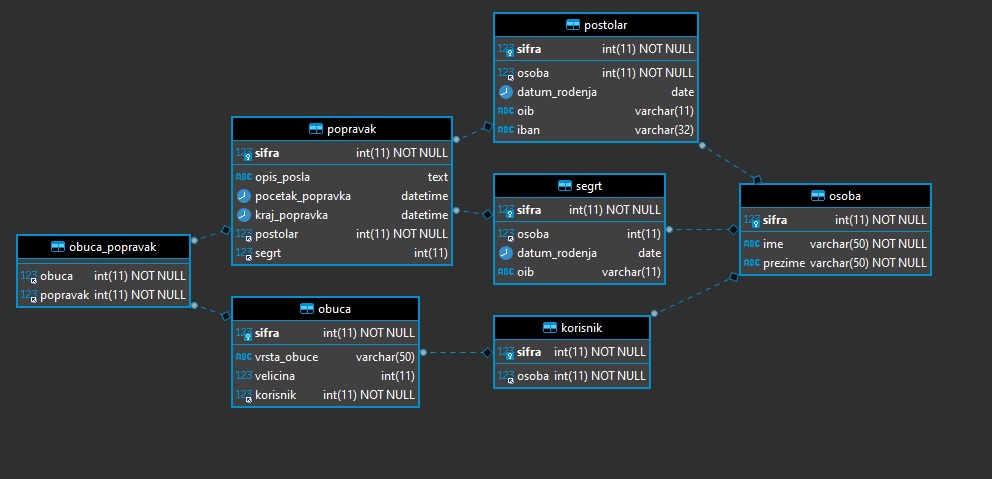 postolar
123 sifra int(11) NOT NULL
123 osoba int(11) NOT NULL
datum_rodenja date
ABC oib varchar(11)
ABC iban varchar(32)
popravak
123 sifra int(11) NOT NULL
ABC opis_posla text
pocetak_popravka datetime
kraj_popravka datetime
123 postolar int(11) NOT NULL
123 segrt int(11)
segrt
123 sifra int(11) NOT NULL
123 osoba int(11)
datum_rodenja date
ABC oib varchar(11)
osoba
123 sifra int(11) NOT NULL
ABC ime varchar(50) NOT NULL
ABC prezime varchar(50) NOT NULL
obuca_popravak
123 obuca int(11) NOT NULL
123 popravak int(11) NOT NULL
obuca
123 sifra int(11) NOT NULL
ABC vrsta_obuce varchar(50)
123 velicina int(11)
123 korisnik int(11) NOT NULL
korisnik
123 sifra int(11) NOT NULL
123 osoba int(11) NOT NULL